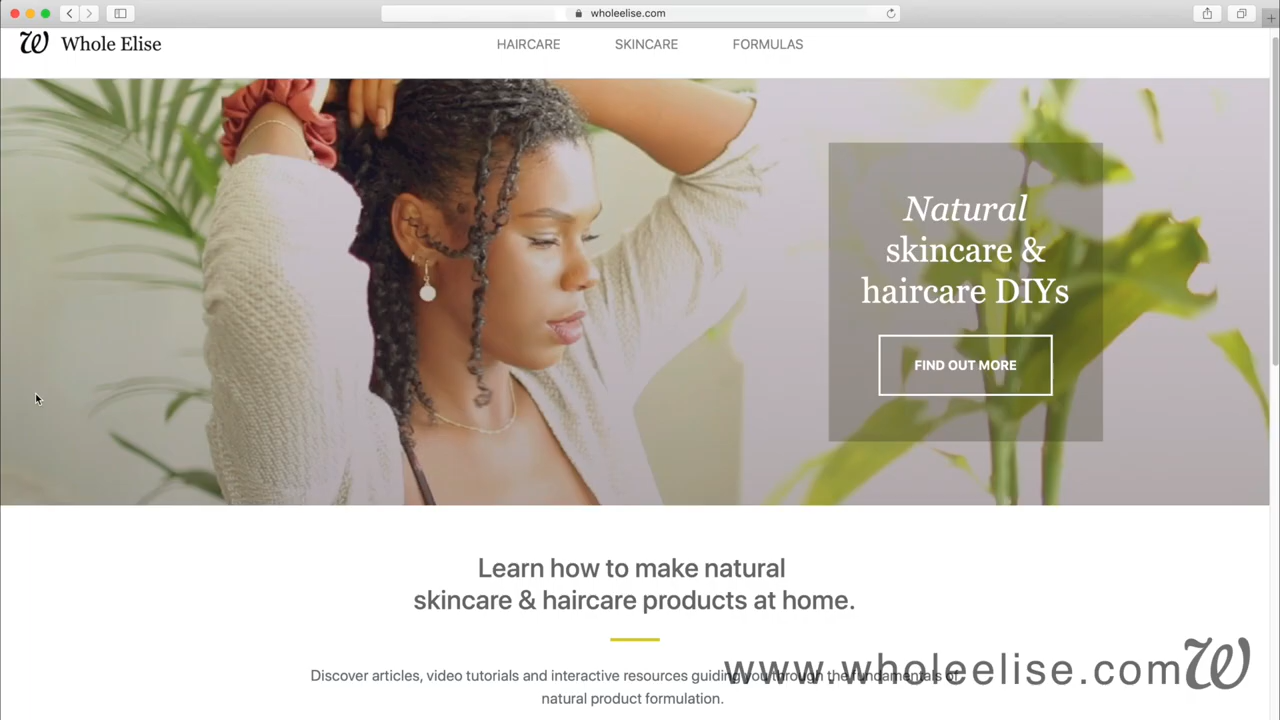 wholeelise.com
W Whole Elise
HAIRCARE
SKINCARE
FORMULAS
Natural
skincare &
haircare DIYs
FIND OUT MORE
Learn how to make natural
skincare & haircare products at home.
Discover articles, video tutorials and interactive resources guiding you through the fundamentals of
natural product formulation.
www.wholeelise.com W